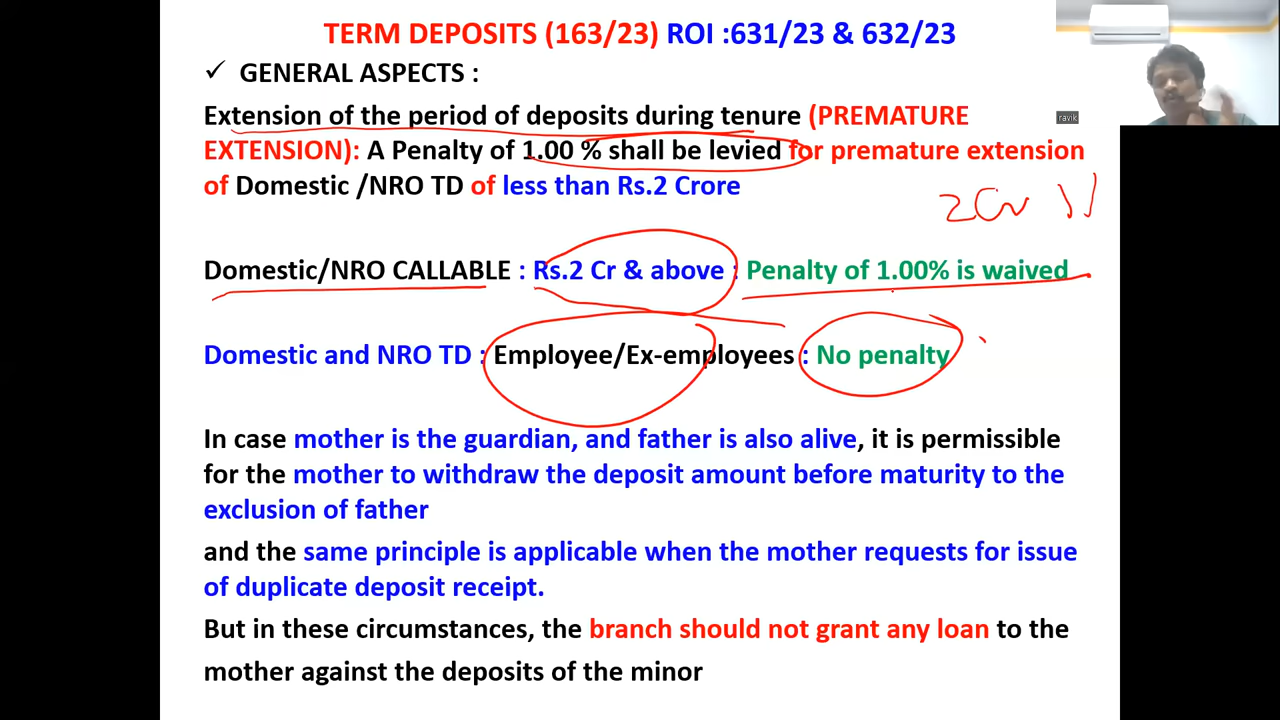 TERM DEPOSITS (163/23) ROI :631/23 & 632/23
✓ GENERAL ASPECTS :
Extension of the period of deposits during tenure (PREMATURE
EXTENSION): A Penalty of 1.00 % shall be levied for premature extension
of Domestic /NRO TD of less than Rs.2 Crore
2Cr
Domestic/NRO CALLABLE : Rs.2 Cr & above : Penalty of 1.00% is waived
Domestic and NRO TD : Employee/Ex-employees : No penalty
In case mother is the guardian, and father is also alive, it is permissible
for the mother to withdraw the deposit amount before maturity to the
exclusion of father
and the same principle is applicable when the mother requests for issue
of duplicate deposit receipt.
But in these circumstances, the branch should not grant any loan to the
mother against the deposits of the minor
ravik